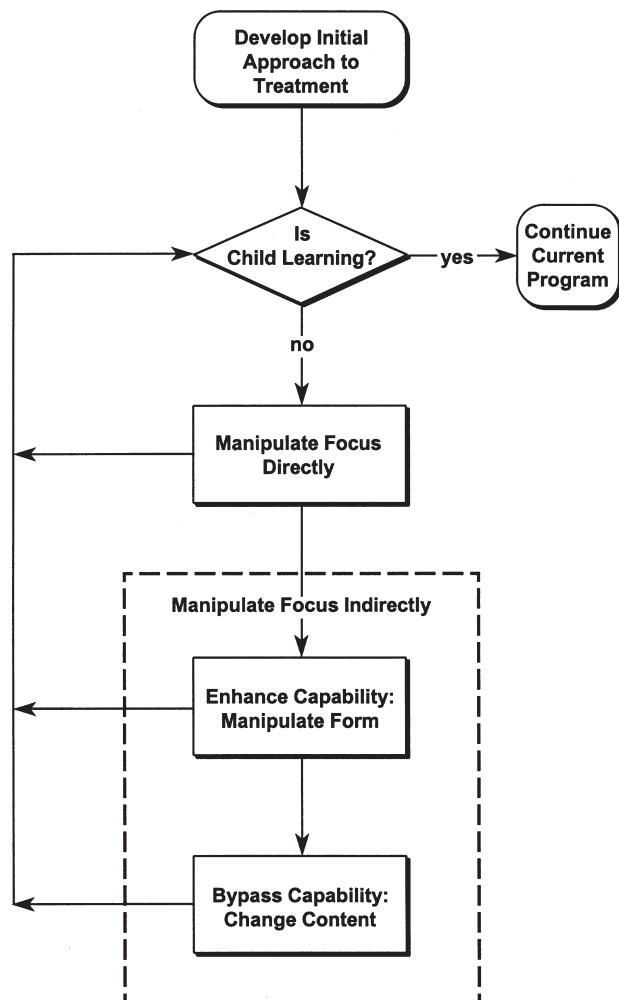 Develop Initial
Approach to
Treatment
Is
Child Learning?
yes
Continue
Current
Program
no
Manipulate Focus
Directly
Manipulate Focus Indirectly
Enhance Capability:
Manipulate Form
Bypass Capability:
Change Content